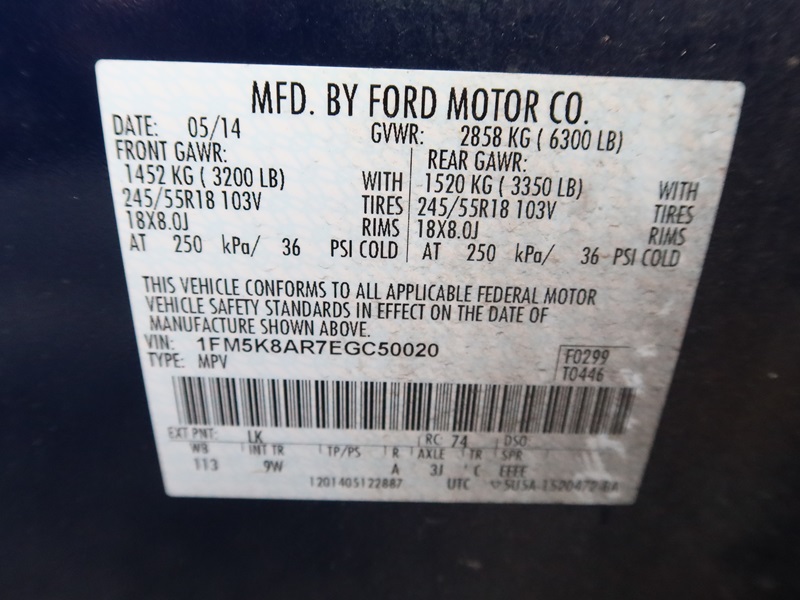 MFD. BY FORD MOTOR CO.
DATE: 05/14 GVWR: 2858 KG ( 6300 LB)
FRONT GAWR: REAR GAWR:
1452 KG ( 3200 LB) WITH 1520 KG ( 3350 LB) WITH
245/55R18 103V TIRES 245/55R18 103V TIRES
18X8.0J RIMS 18X8.0J RIMS
AT 250 kPa/ 36 PSI COLD AT 250 kPa/ 36 PSI COLD
THIS VEHICLE CONFORMS TO ALL APPLICABLE FEDERAL MOTOR
VEHICLE SAFETY STANDARDS IN EFFECT ON THE DATE OF
MANUFACTURE SHOWN ABOVE.
VIN: 1FM5K8AR7EGC50020
TYPE: MPV
F0299
T0446
EXT PNT: LK RC: 74 DSO:
WB INT TR TP/PS R AXLE TR SPR
113 9W A 3J C EEEE
1201405122887 UTC